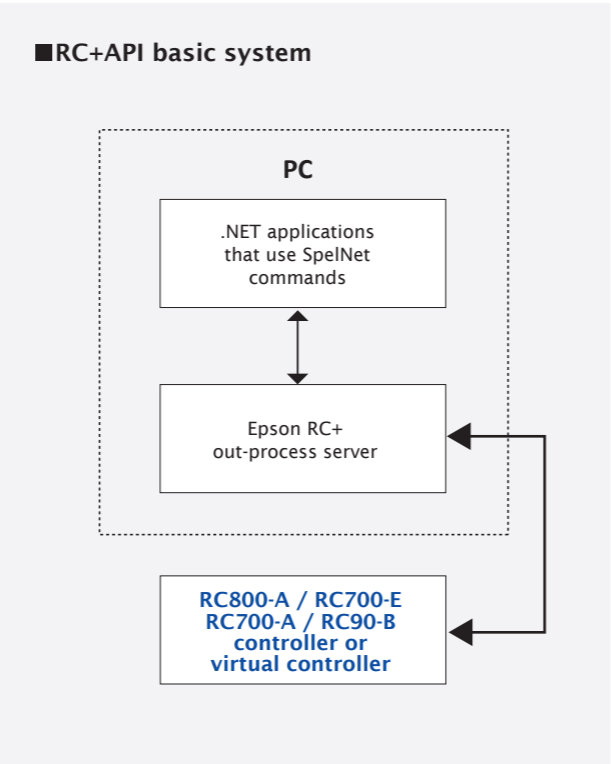 ■RC+API basic system
PC
.NET applications
that use SpelNet
commands
Epson RC+
out-process server
RC800-A / RC700-E
RC700-A / RC90-B
controller or
virtual controller